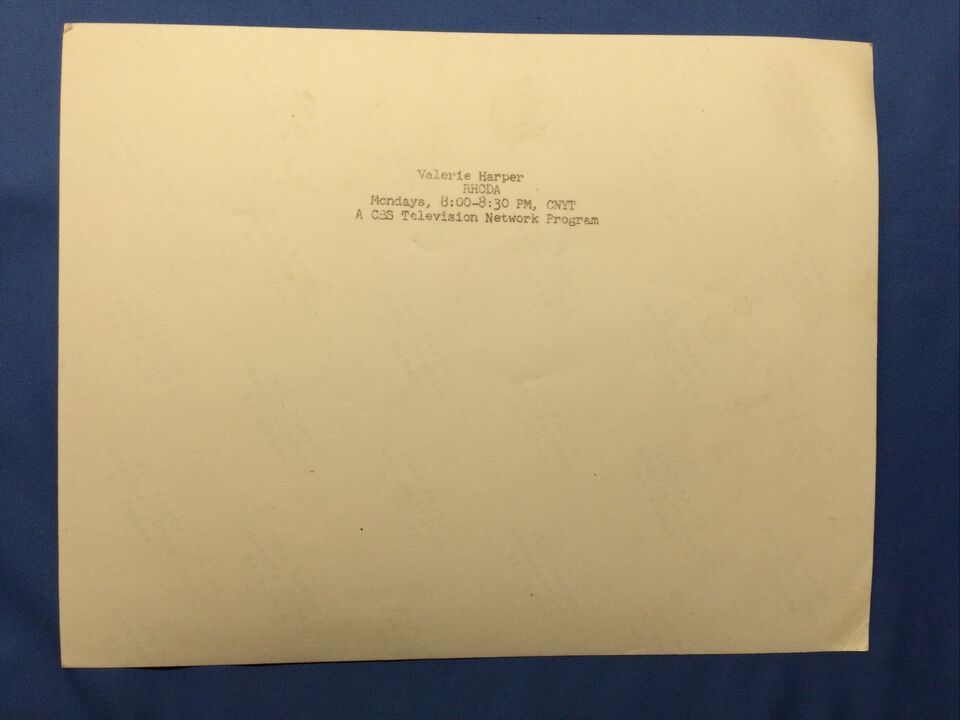 Valerie Harper
RHODA
Mondays, 8:00-8:30 PM, CNYT
A CBS Television Network Program